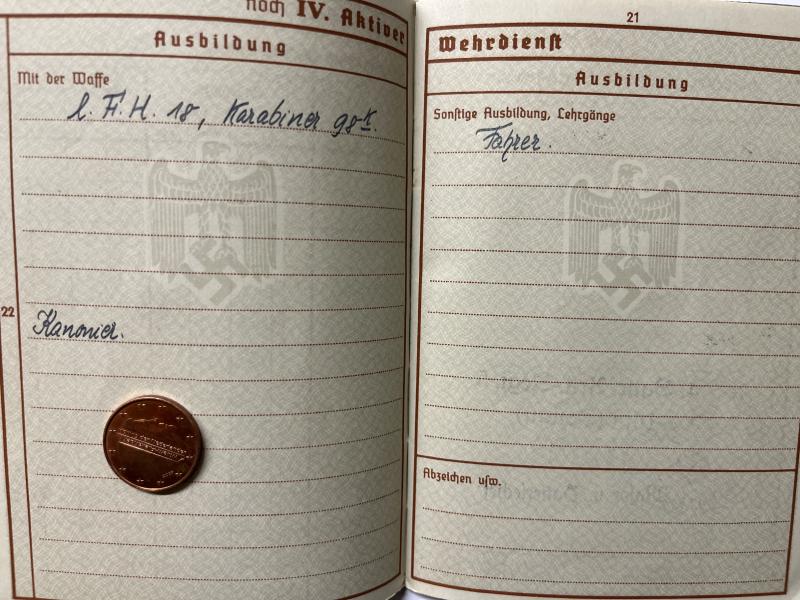 noch IV. Aktiver
Ausbildung
Mit der Waffe
l. F. H. 18, Karabiner 98k.
22
Kanonier.
21
Wehrdienst
Ausbildung
Sonstige Ausbildung, Lehrgänge
Fahrer.
Abzeichen usw.